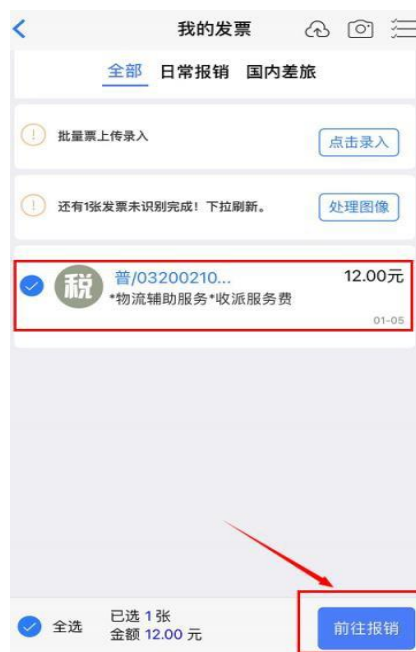 我的发票
全部 日常报销 国内差旅
批量票上传录入
点击录入
还有1张发票未识别完成！下拉刷新。
处理图像
税
普/03200210...
12.00元
*物流辅助服务*收派服务费
01-05
全选
已选 1 张
金额 12.00 元
前往报销